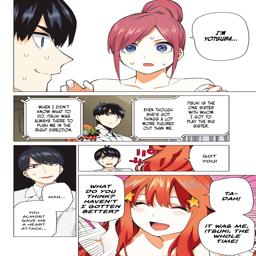 I'M
YOTSUBA...
ITSUKI IS THE
ONE SISTER
WITH WHOM
I GOT TO
PLAY THE BIG
SISTER.
EVEN THOUGH
SHE'S GOT
THINGS A LOT
MORE
FIGURED OUT
THAN ME.
WHEN I DIDN'T
KNOW WHAT TO
DO, ITSUKI WAS
ALWAYS THERE
TO PUSH ME IN THE
RIGHT DIRECTION.
GOT
YOU!
MAN...
YOU
ALMOST
GAVE ME
A HEART
ATTACK...
TA-
DAH!
IT WAS ME,
ITSUKI, THE
WHOLE
TIME!
WHAT DO
YOU THINK?
HAVEN'T
I GOTTEN
BETTER?